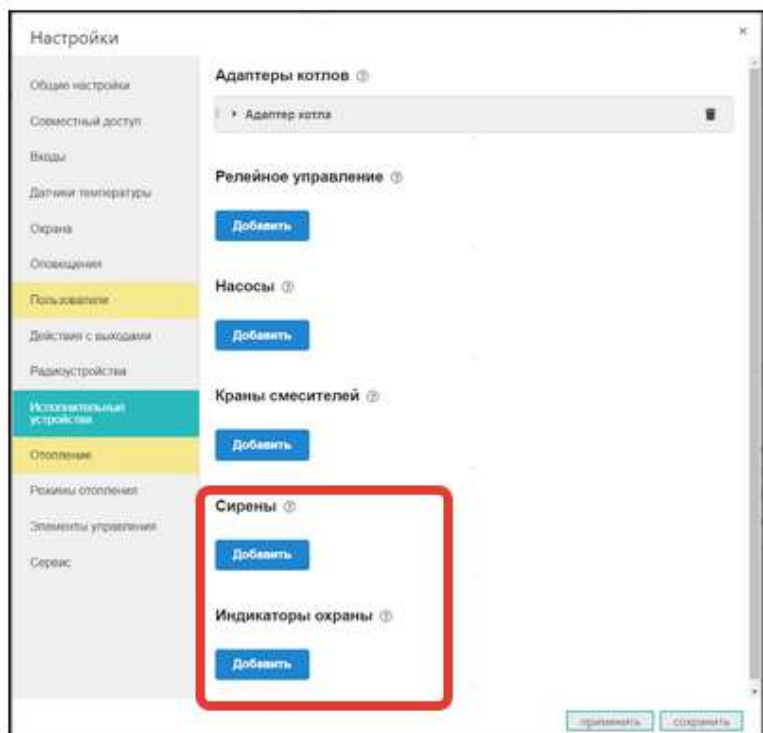 Настройки
Общие настройки
Совместный доступ
Входы
Датчики температуры
Охрана
Оповещения
Пользователи
Действия с выходами
Радиоустройства
Исполнительные
устройства
Отопление
Режимы отопления
Элементы управления
Сервис
Адаптеры котлов
Адаптер котла
Релейное управление
Добавить
Насосы
Добавить
Краны смесителей
Добавить
Сирены
Добавить
Индикаторы охраны
Добавить
применить
сохранить